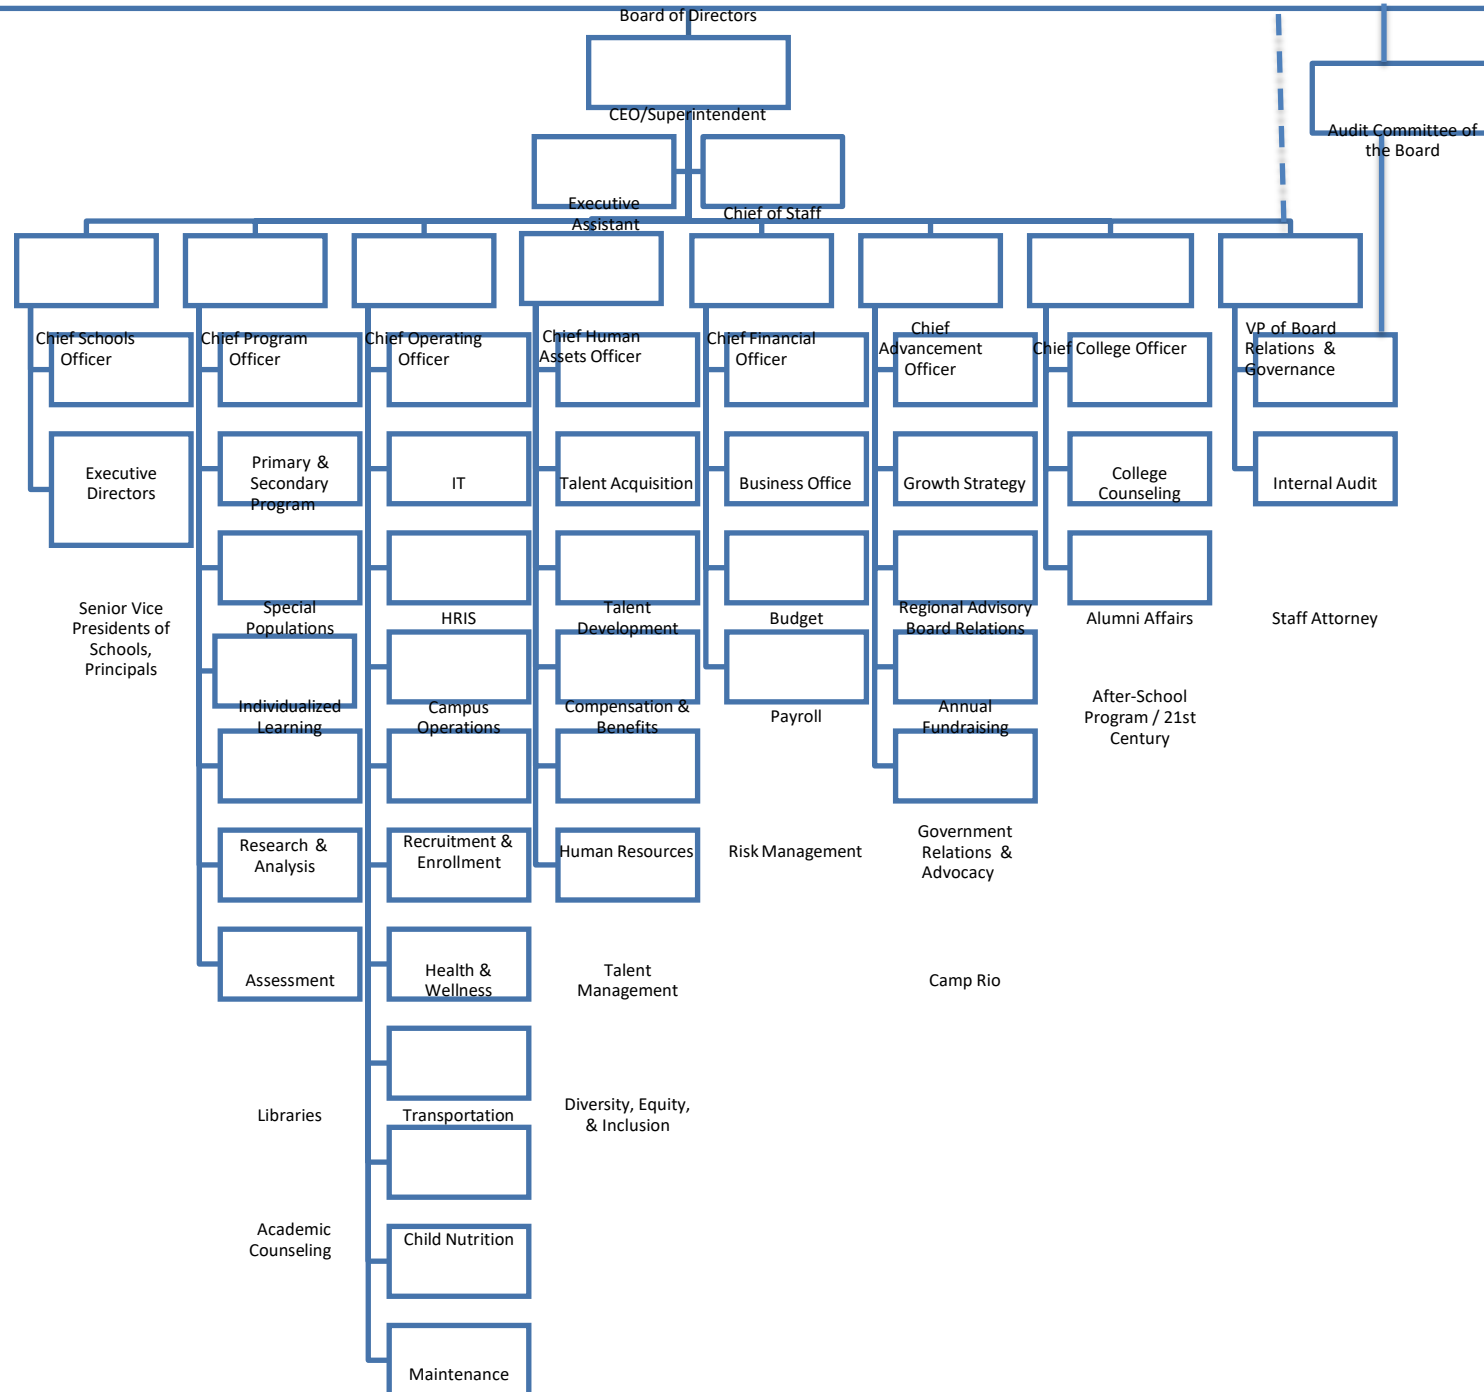 Board of Directors
CEO/Superintendent
Audit Committee of
the Board
Executive
Assistant
Chief of Staff
Chief Schools
Officer
Chief Program
Officer
Chief Operating
Officer
Chief Human
Assets Officer
Chief Financial
Officer
Chief
Advancement
Officer
Chief College Officer
VP of Board
Relations &
Governance
Executive
Directors
Primary &
Secondary
Program
IT
Talent Acquisition
Business Office
Growth Strategy
College
Counseling
Internal Audit
Senior Vice
Presidents of
Schools,
Principals
Special
Populations
HRIS
Talent
Development
Budget
Regional Advisory
Board Relations
Alumni Affairs
Staff Attorney
Individualized
Learning
Campus
Operations
Compensation &
Benefits
Payroll
Annual
Fundraising
After-School
Program / 21st
Century
Research &
Analysis
Recruitment &
Enrollment
Human Resources
Risk Management
Government
Relations &
Advocacy
Assessment
Health &
Wellness
Talent
Management
Camp Rio
Libraries
Transportation
Diversity, Equity,
& Inclusion
Academic
Counseling
Child Nutrition
Maintenance